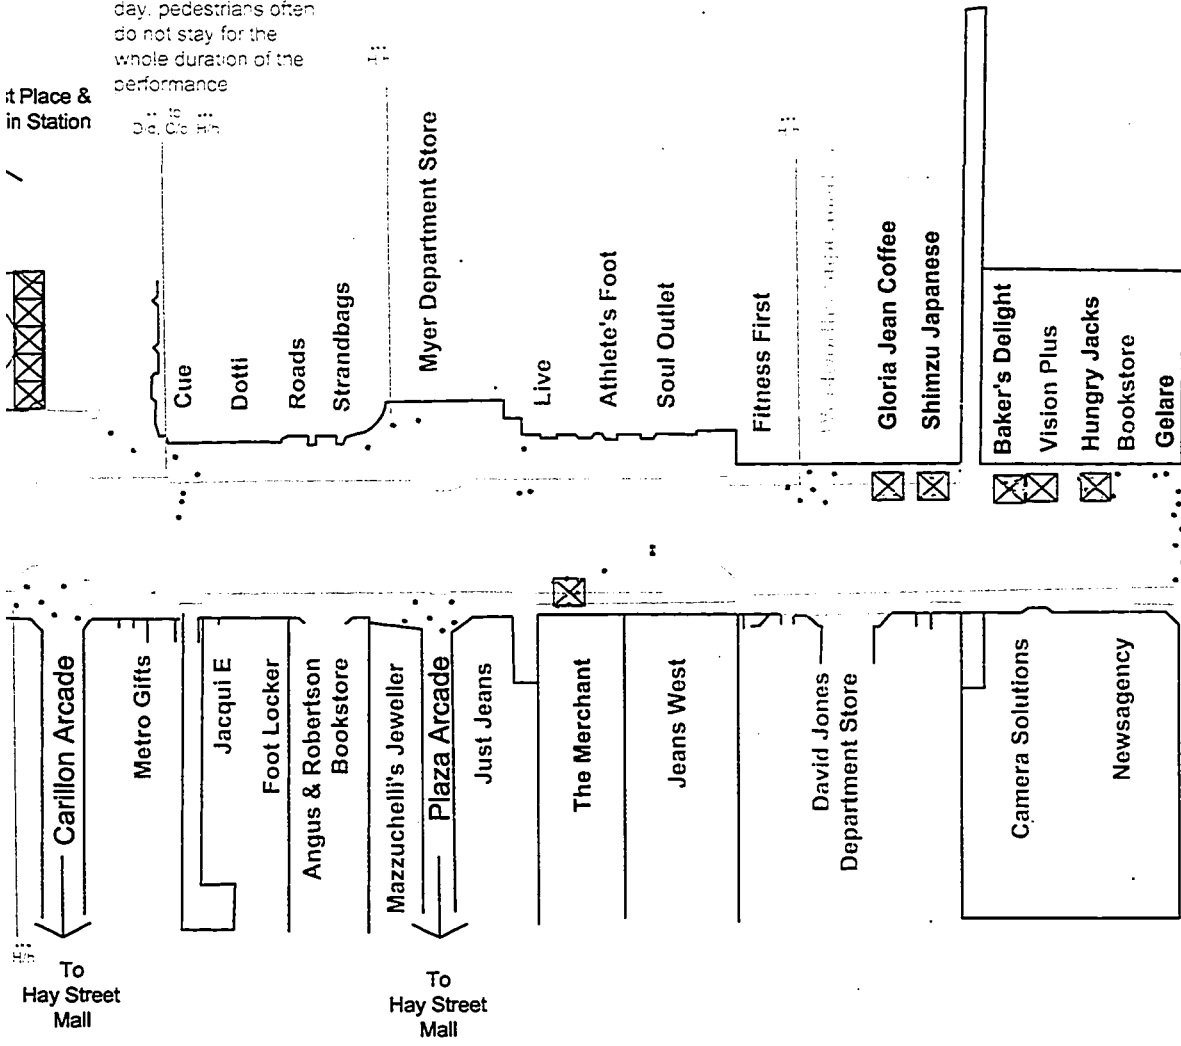 day, pedestrians often
do not stay for the
whole duration of the
performance
st Place &
in Station
to
H/h
Cue
Dotti
Roads
Strandbags
Myer Department Store
Live
Athlete's Foot
Soul Outlet
Fitness First
Gloria Jean Coffee
Shimzu Japanese
Baker's Delight
Vision Plus
Hungry Jacks
Bookstore
Gelare
Carillon Arcade
Metro Gifts
Jacqui E
Foot Locker
Angus & Robertson
Bookstore
Mazzuchelli's Jeweller
Plaza Arcade
Just Jeans
The Merchant
Jeans West
David Jones
Department Store
Camera Solutions
Newsagency
H/h
To
Hay Street
Mall
To
Hay Street
Mall